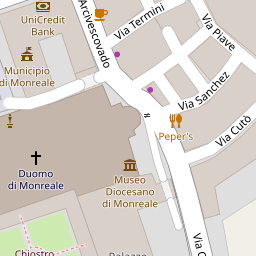 UniCredit
Bank
Arcivescovado
Via Termini
Via Piave
Municipio
di Monreale
Via Sanchez
Via Cutò
Peper's
Duomo
di Monreale
Museo
Diocesano
di Monreale
Chiostro
Palazzo
Via C